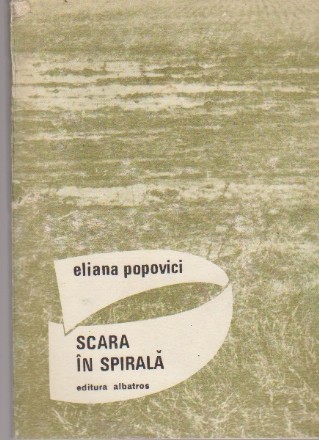 eliana popovici
SCARA
ÎN SPIRALĂ
editura albatros